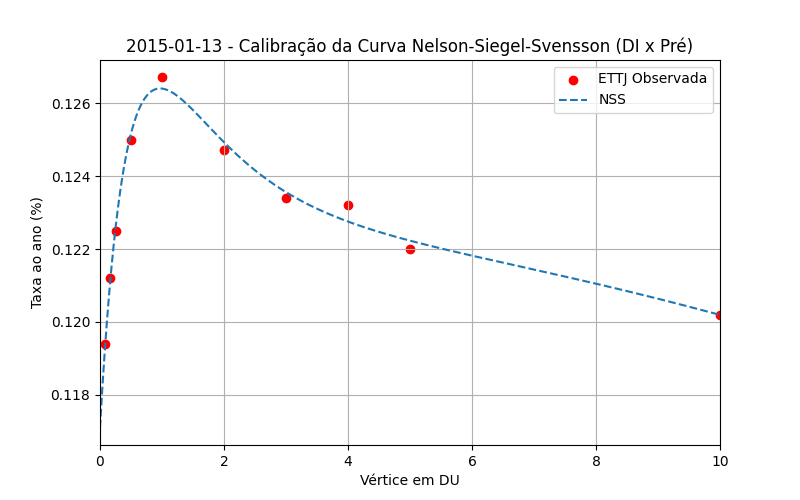 2015-01-13 - Calibração da Curva Nelson-Siegel-Svensson (DI x Pré)
ETTJ Observada
NSS
0.126
0.124
0.122
0.120
0.118
Taxa ao ano (%)
0
2
4
6
8
10
Vértice em DU